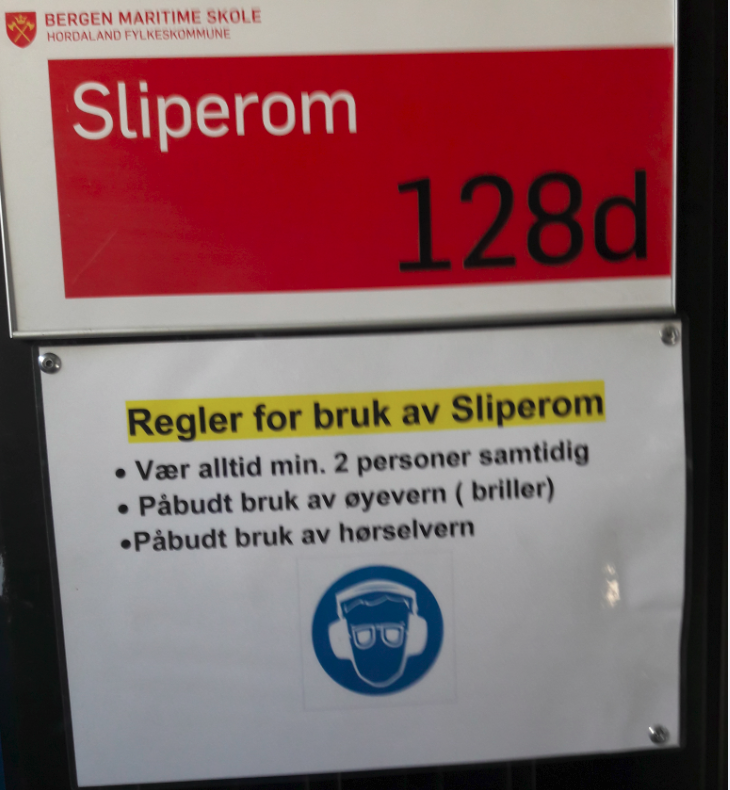 BERGEN MARITIME SKOLE
HORDALAND FYLKESKOMMUNE
Sliperom
128d
Regler for bruk av Sliperom
• Vær alltid min. 2 personer samtidig
• Påbudt bruk av øyevern ( briller)
•Påbudt bruk av hørselvern